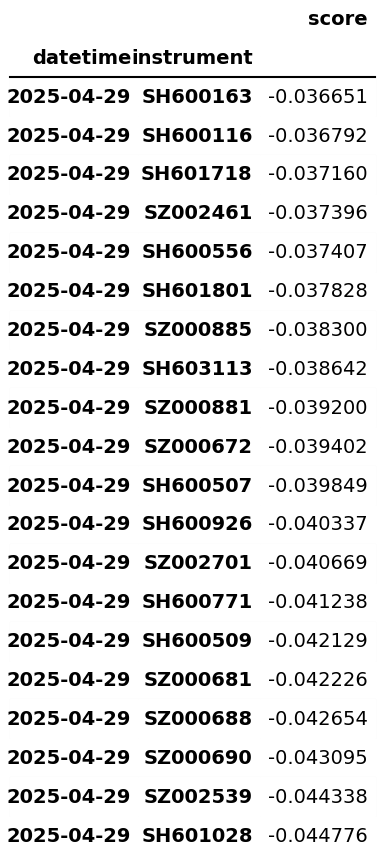 score
datetime instrument
2025-04-29 SH600163 -0.036651
2025-04-29 SH600116 -0.036792
2025-04-29 SH601718 -0.037160
2025-04-29 SZ002461 -0.037396
2025-04-29 SH600556 -0.037407
2025-04-29 SH601801 -0.037828
2025-04-29 SZ000885 -0.038300
2025-04-29 SH603113 -0.038642
2025-04-29 SZ000881 -0.039200
2025-04-29 SZ000672 -0.039402
2025-04-29 SH600507 -0.039849
2025-04-29 SH600926 -0.040337
2025-04-29 SZ002701 -0.040669
2025-04-29 SH600771 -0.041238
2025-04-29 SH600509 -0.042129
2025-04-29 SZ000681 -0.042226
2025-04-29 SZ000688 -0.042654
2025-04-29 SZ000690 -0.043095
2025-04-29 SZ002539 -0.044338
2025-04-29 SH601028 -0.044776